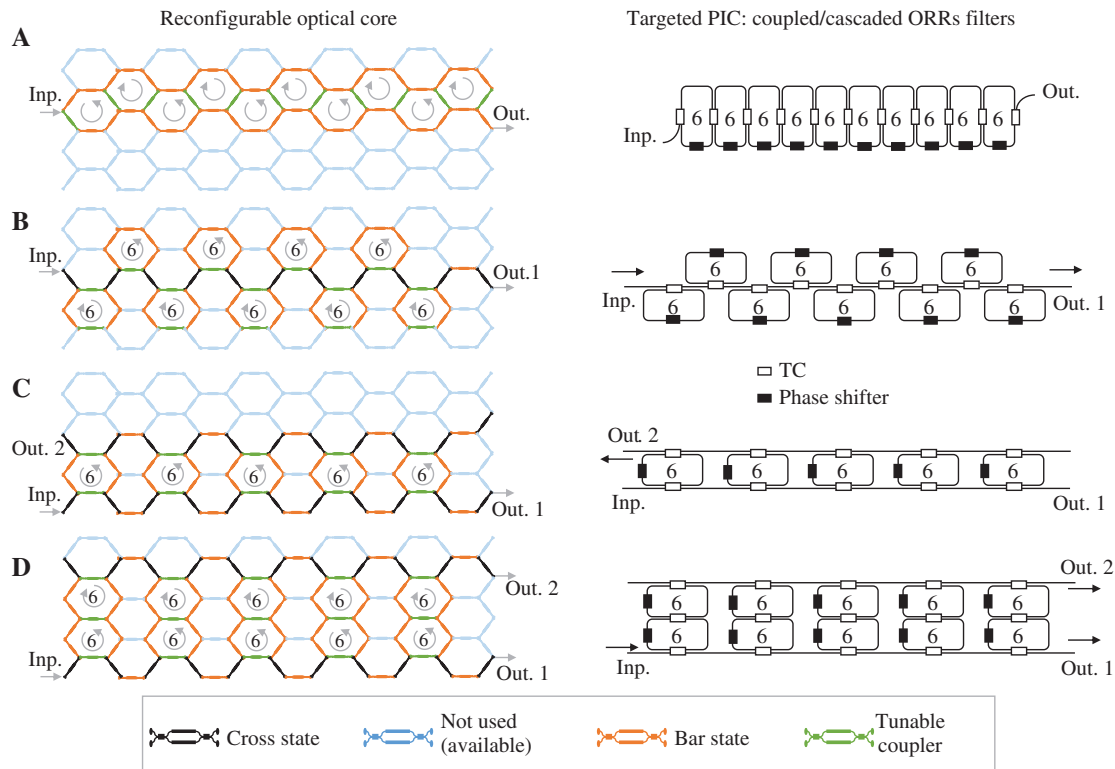 Reconfigurable optical core
Targeted PIC: coupled/cascaded ORRs filters
A
Inp.
Out.
6 6 6 6 6 6 6 6 6 6
Inp.
Out.
B
Inp.
6 6 6 6
Out.1
6 6 6 6 6
6 6 6 6
Inp.
6 6 6 6 6
Out. 1
TC
Phase shifter
C
Out. 2
6 6 6 6 6
Inp.
Out. 1
Out. 2
6 6 6 6 6
Inp.
Out. 1
D
6 6 6 6 6
Out. 2
6 6 6 6 6
Inp.
Out. 1
Out. 2
6 6 6 6 6
6 6 6 6 6
Inp.
Out. 1
Cross state
Not used
(available)
Bar state
Tunable
coupler